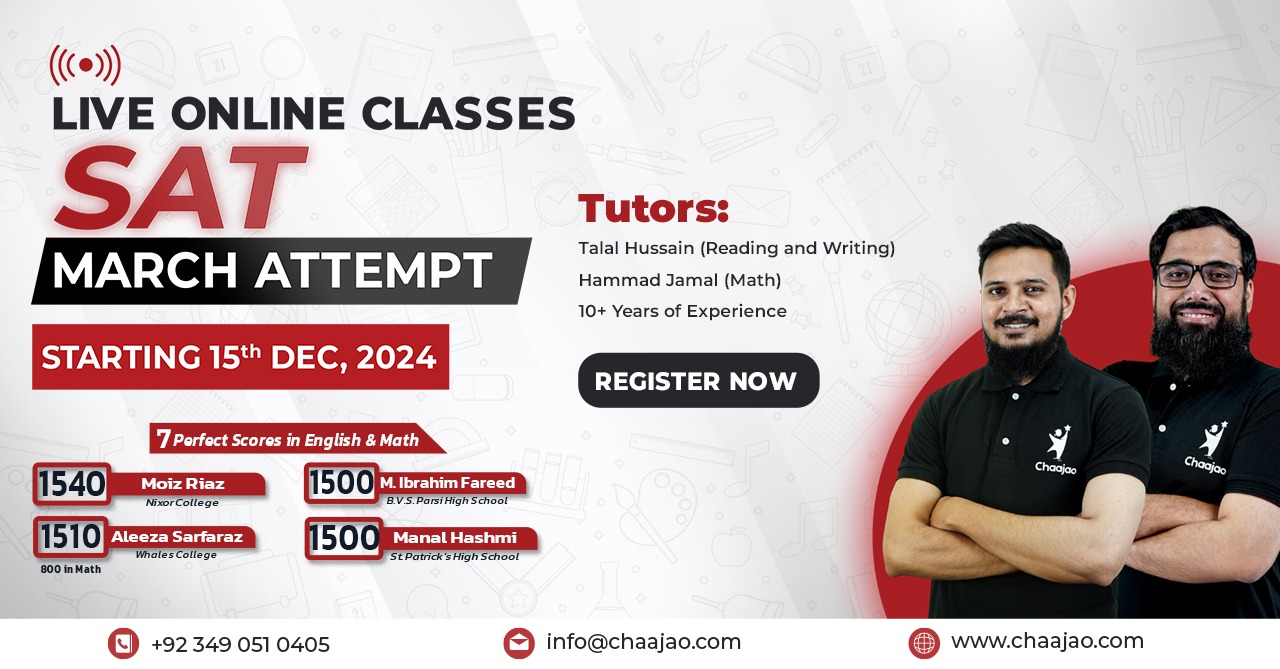 LIVE ONLINE CLASSES
SAT
MARCH ATTEMPT
STARTING 15th DEC, 2024
7 Perfect Scores in English & Math
1540 Moiz Riaz
Nixor College
1500 M. Ibrahim Fareed
B.V.S. Parsi High School
1510 Aleeza Sarfaraz
Whales College
800 in Math
1500 Manal Hashmi
St.Patrick's High School
Tutors:
Talal Hussain (Reading and Writing)
Hammad Jamal (Math)
10+ Years of Experience
REGISTER NOW
Chaajao
Chaajao
+92 349 051 0405
info@chaajao.com
www.chaajao.com